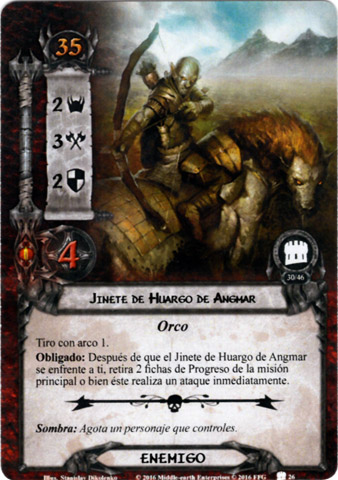 35
2
3
2
4
30/46
Jinete de Huargo de Angmar
Orco
Tiro con arco 1.
Obligado: Después de que el Jinete de Huargo de Angmar
se enfrente a ti, retira 2 fichas de Progreso de la misión
principal o bien éste realiza un ataque inmediatamente.
Sombra: Agota un personaje que controles.
ENEMIGO
Illus. Stanislav Dikolenko © 2016 Middle-earth Enterprises © 2016 FFG 26